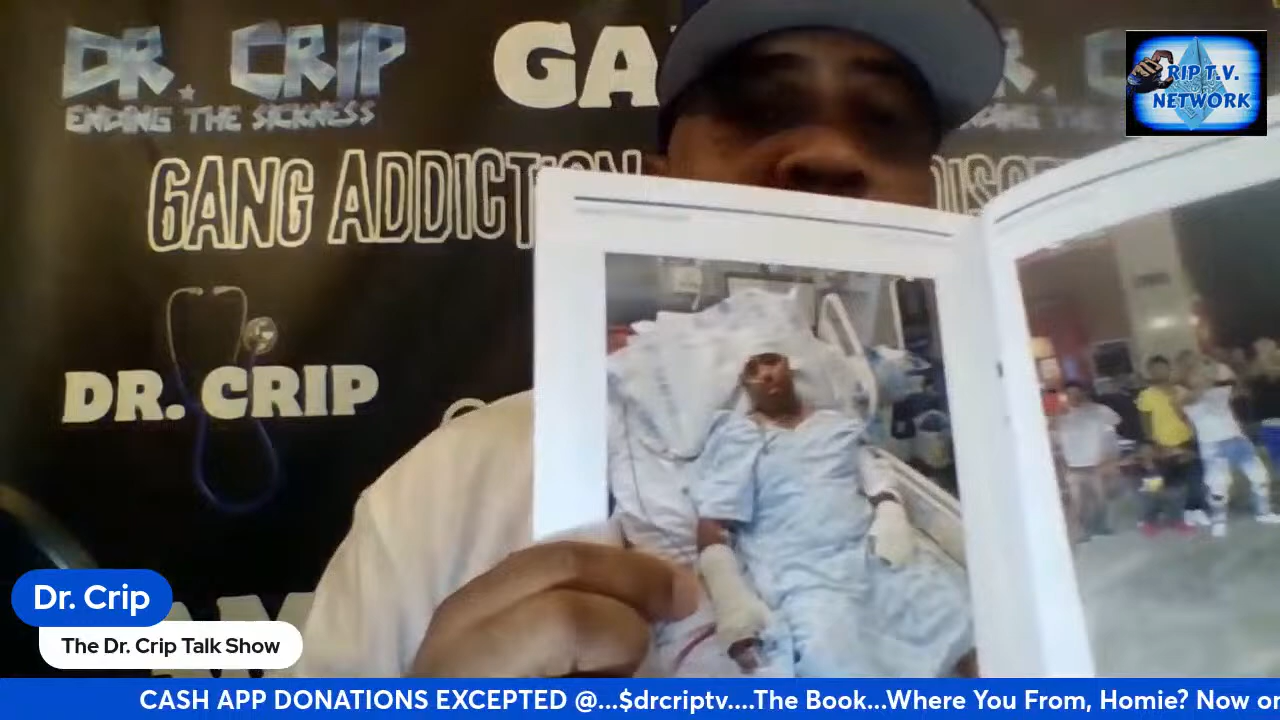 DR. CRIP
ENDING THE SICKNESS
GA
RIP T.V.
NETWORK
GANG ADDICTION
DR. CRIP
Dr. Crip
The Dr. Crip Talk Show
CASH APP DONATIONS EXCEPTED @...$drcriptv....The Book...Where You From, Homie? Now or